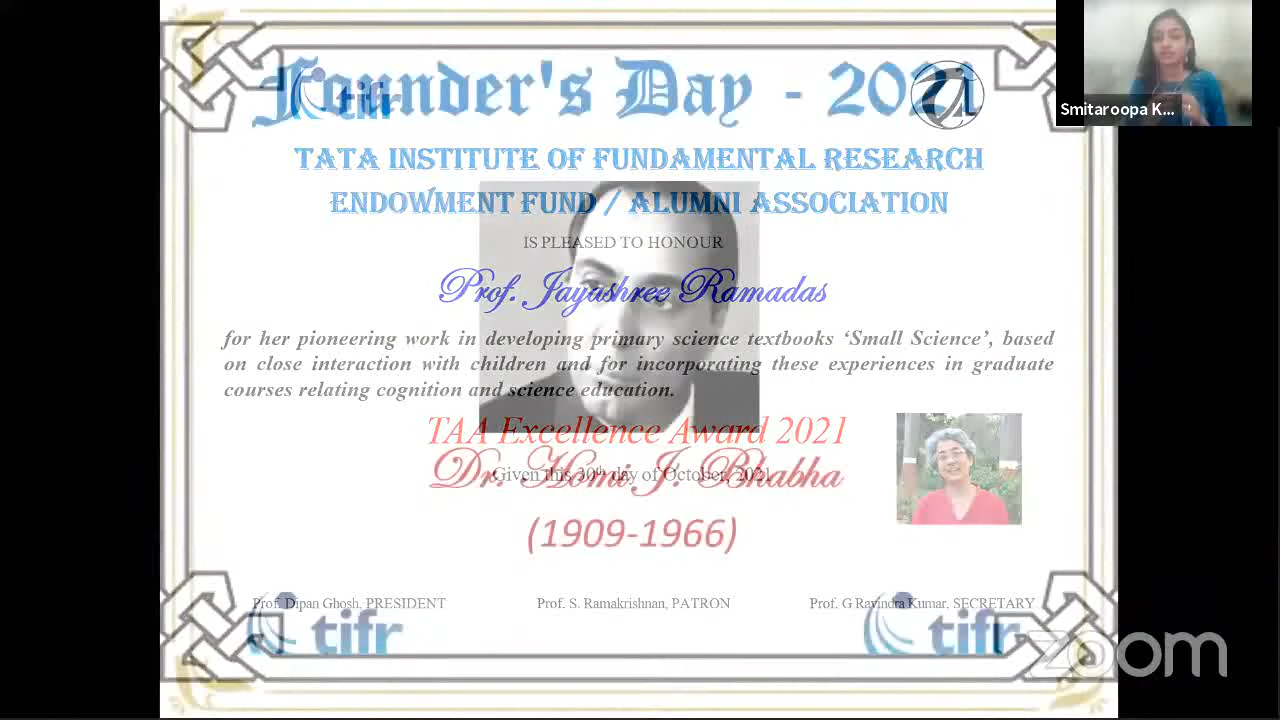 Founder's Day - 2021
tifr
Smitaroopa K...
TATA INSTITUTE OF FUNDAMENTAL RESEARCH
ENDOWMENT FUND / ALUMNI ASSOCIATION
IS PLEASED TO HONOUR
Prof. Jayashree Ramadas
for her pioneering work in developing primary science textbooks ‘Small Science’, based
on close interaction with children and for incorporating these experiences in graduate
courses relating cognition and science education.
TAA Excellence Award 2021
Given this 30th day of October, 2021
Dr. Homi J. Bhabha
(1909-1966)
Prof. Dipan Ghosh, PRESIDENT
Prof. S. Ramakrishnan, PATRON
Prof. G Ravindra Kumar, SECRETARY
tifr
tifr
zoom